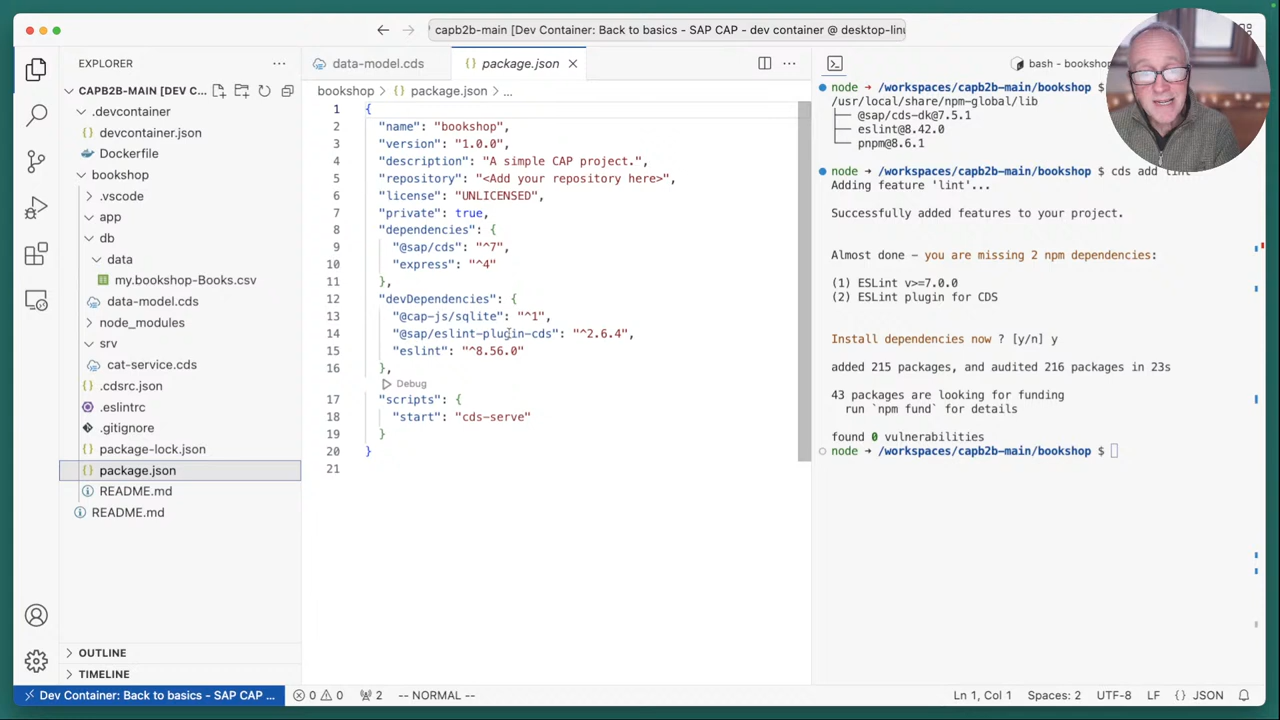 capb2b-main [Dev Container: Back to basics - SAP CAP - dev container @ desktop-linu
EXPLORER
CAPB2B-MAIN [DEV C...
.devcontainer
devcontainer.json
Dockerfile
bookshop
.vscode
app
db
data
my.bookshop-Books.csv
data-model.cds
node_modules
srv
cat-service.cds
.cdsrc.json
.eslintrc
.gitignore
package-lock.json
package.json
README.md
README.md
OUTLINE
TIMELINE
data-model.cds
package.json
bookshop > {} package.json > ...
1 {
2 "name": "bookshop",
3 "version": "1.0.0",
4 "description": "A simple CAP project.",
5 "repository": "<Add your repository here>",
6 "license": "UNLICENSED",
7 "private": true,
8 "dependencies": {
9 "@sap/cds": "^7",
10 "express": "^4"
11 },
12 "devDependencies": {
13 "@cap-js/sqlite": "^1",
14 "@sap/eslint-plugin-cds": "^2.6.4",
15 "eslint": "^8.56.0"
16 },
Debug
17 "scripts": {
18 "start": "cds-serve"
19 }
20 }
21
bash - bookshop
node → /workspaces/capb2b-main/bookshop $
/usr/local/share/npm-global/lib
├── @sap/cds-dk@7.5.1
├── eslint@8.42.0
└── pnpm@8.6.1
node → /workspaces/capb2b-main/bookshop $ cds add lint
Adding feature 'lint'...
Successfully added features to your project.
Almost done – you are missing 2 npm dependencies:
(1) ESLint v>=7.0.0
(2) ESLint plugin for CDS
Install dependencies now ? [y/n] y
added 215 packages, and audited 216 packages in 23s
43 packages are looking for funding
run `npm fund` for details
found 0 vulnerabilities
node → /workspaces/capb2b-main/bookshop $
Dev Container: Back to basics - SAP CAP ... 0 0 2 -- NORMAL -- Ln 1, Col 1 Spaces: 2 UTF-8 LF {} JSON